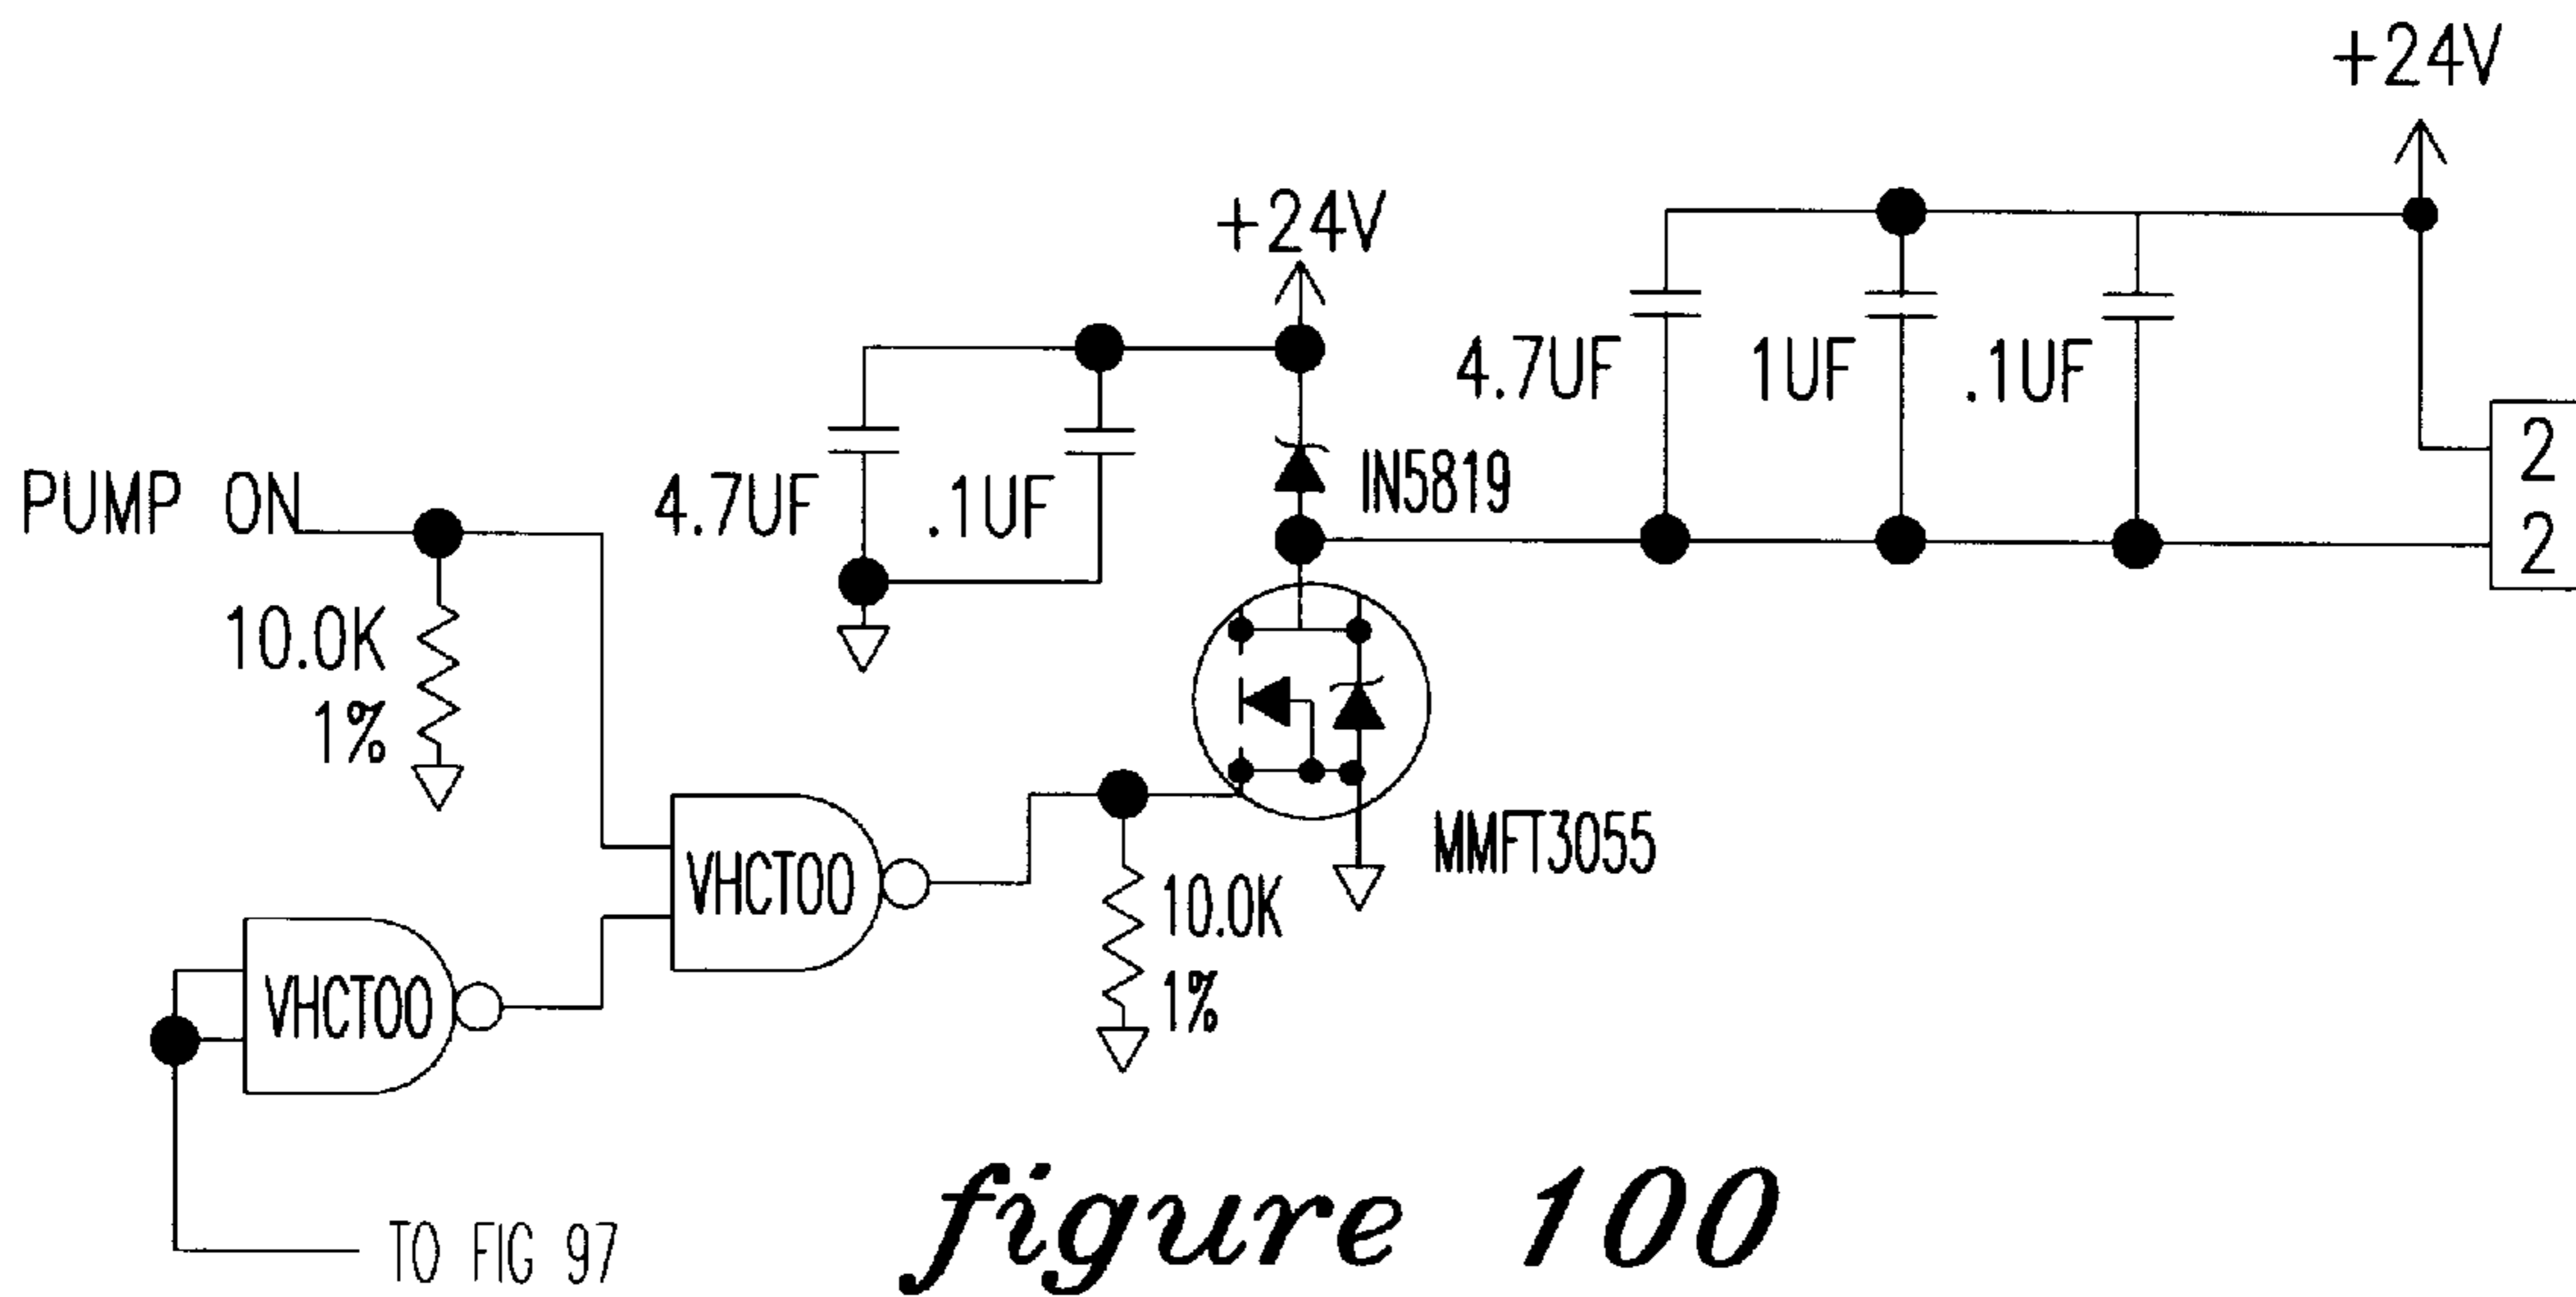 +24V
+24V
4.7UF
1UF
.1UF
2
2
IN5819
PUMP ON
4.7UF
.1UF
10.0K
1%
MMFT3055
VHCT00
10.0K
1%
VHCT00
TO FIG 97
figure 100